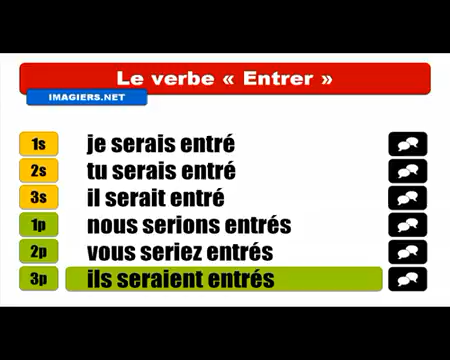 Le verbe « Entrer »
IMAGIERS.NET
1s je serais entré
2s tu serais entré
3s il serait entré
1p nous serions entrés
2p vous seriez entrés
3p ils seraient entrés